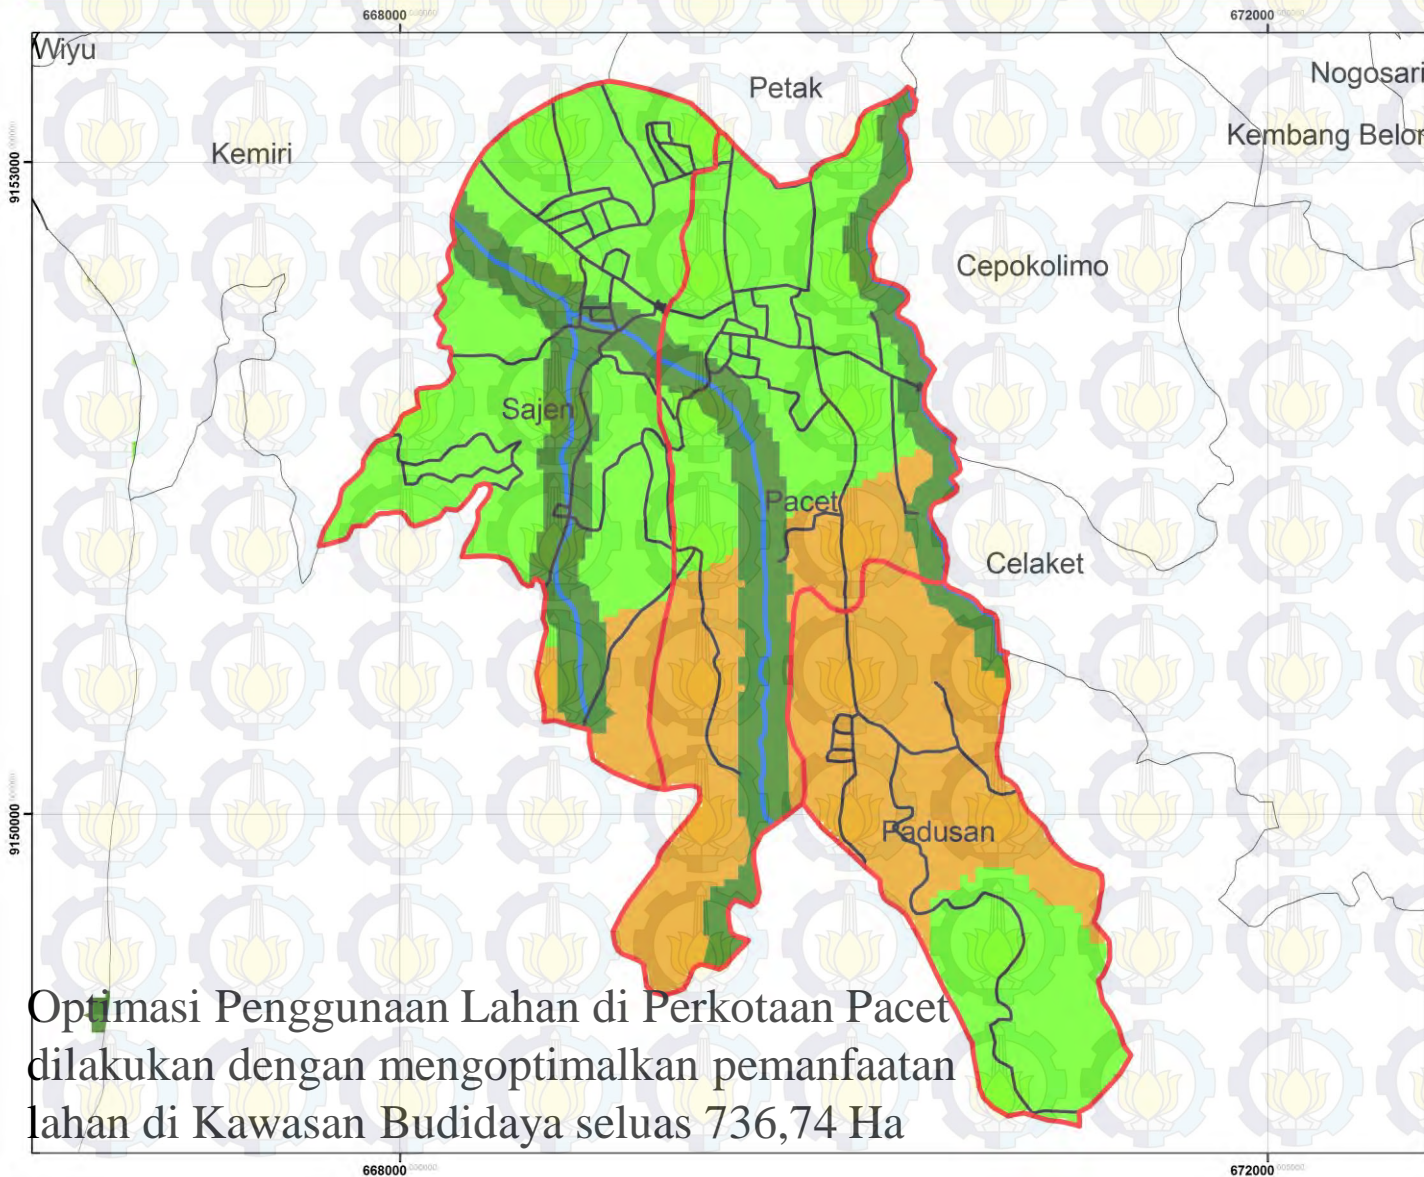 668000
672000
Wiyu
Petak
Nogosari
Kembang Belor
Kemiri
9153000
Cepokolimo
Sajen
Pacet
Celaket
9150000
Padusan
Optimasi Penggunaan Lahan di Perkotaan Pacet
dilakukan dengan mengoptimalkan pemanfaatan
lahan di Kawasan Budidaya seluas 736,74 Ha
668000
672000